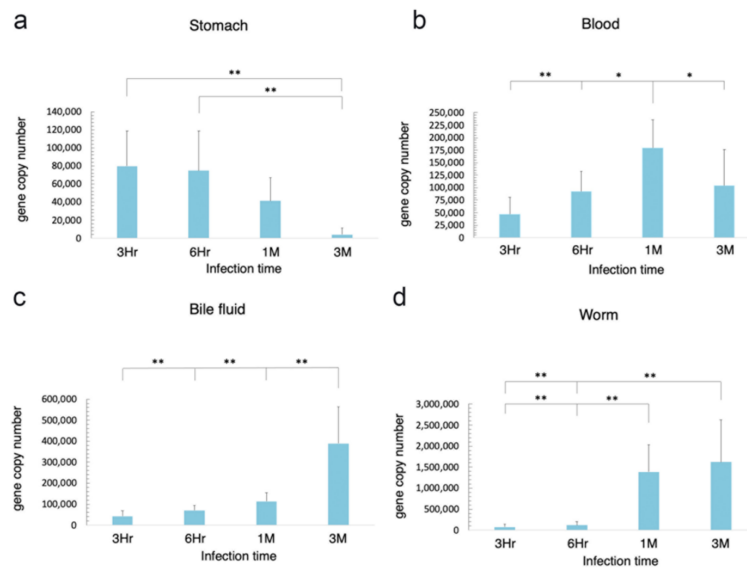 a
Stomach
** 
**
140,000
120,000
100,000
80,000
60,000
40,000
20,000
0
gene copy number
3Hr 6Hr 1M 3M
Infection time
b
Blood
** * *
250,000
225,000
200,000
175,000
150,000
125,000
100,000
75,000
50,000
25,000
0
gene copy number
3Hr 6Hr 1M 3M
Infection time
c
Bile fluid
** ** **
600,000
500,000
400,000
300,000
200,000
100,000
0
gene copy number
3Hr 6Hr 1M 3M
Infection time
d
Worm
** **
** **
3,000,000
2,500,000
2,000,000
1,500,000
1,000,000
500,000
0
gene copy number
3Hr 6Hr 1M 3M
Infection time